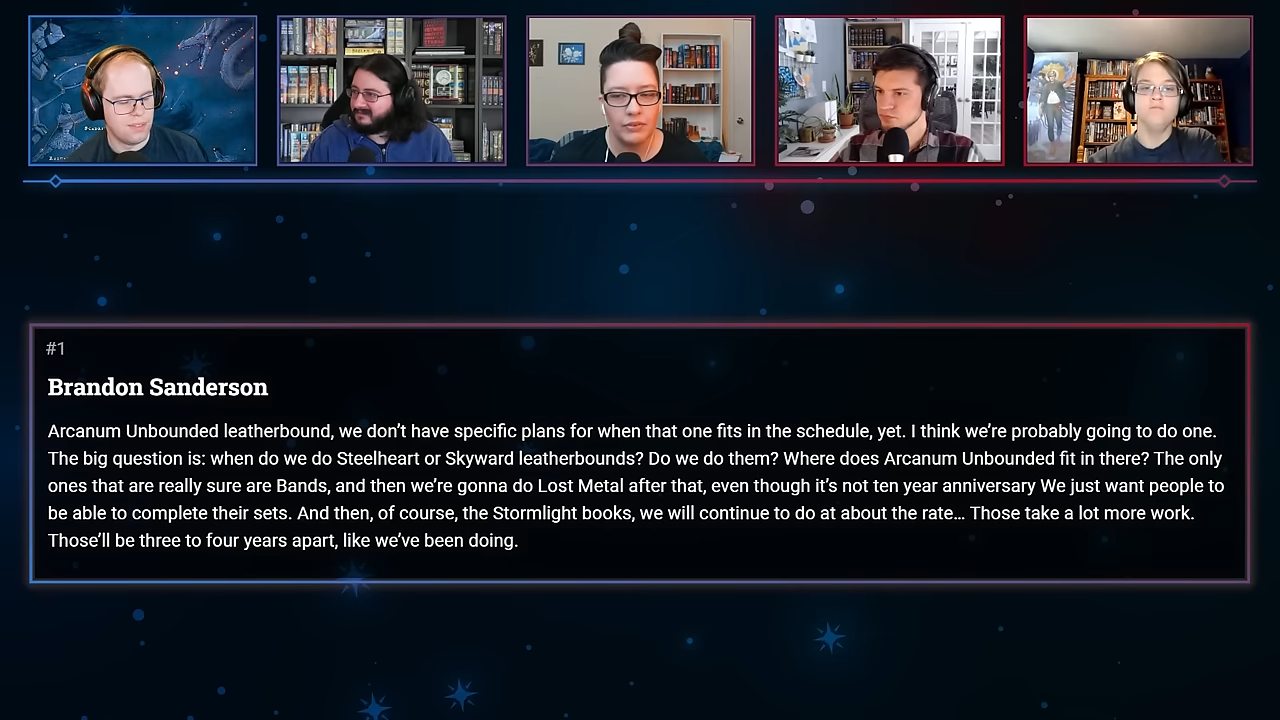 #1
Brandon Sanderson
Arcanum Unbounded leatherbound, we don’t have specific plans for when that one fits in the schedule, yet. I think we’re probably going to do one.
The big question is: when do we do Steelheart or Skyward leatherbounds? Do we do them? Where does Arcanum Unbounded fit in there? The only
ones that are really sure are Bands, and then we’re gonna do Lost Metal after that, even though it’s not ten year anniversary We just want people to
be able to complete their sets. And then, of course, the Stormlight books, we will continue to do at about the rate… Those take a lot more work.
Those’ll be three to four years apart, like we’ve been doing.